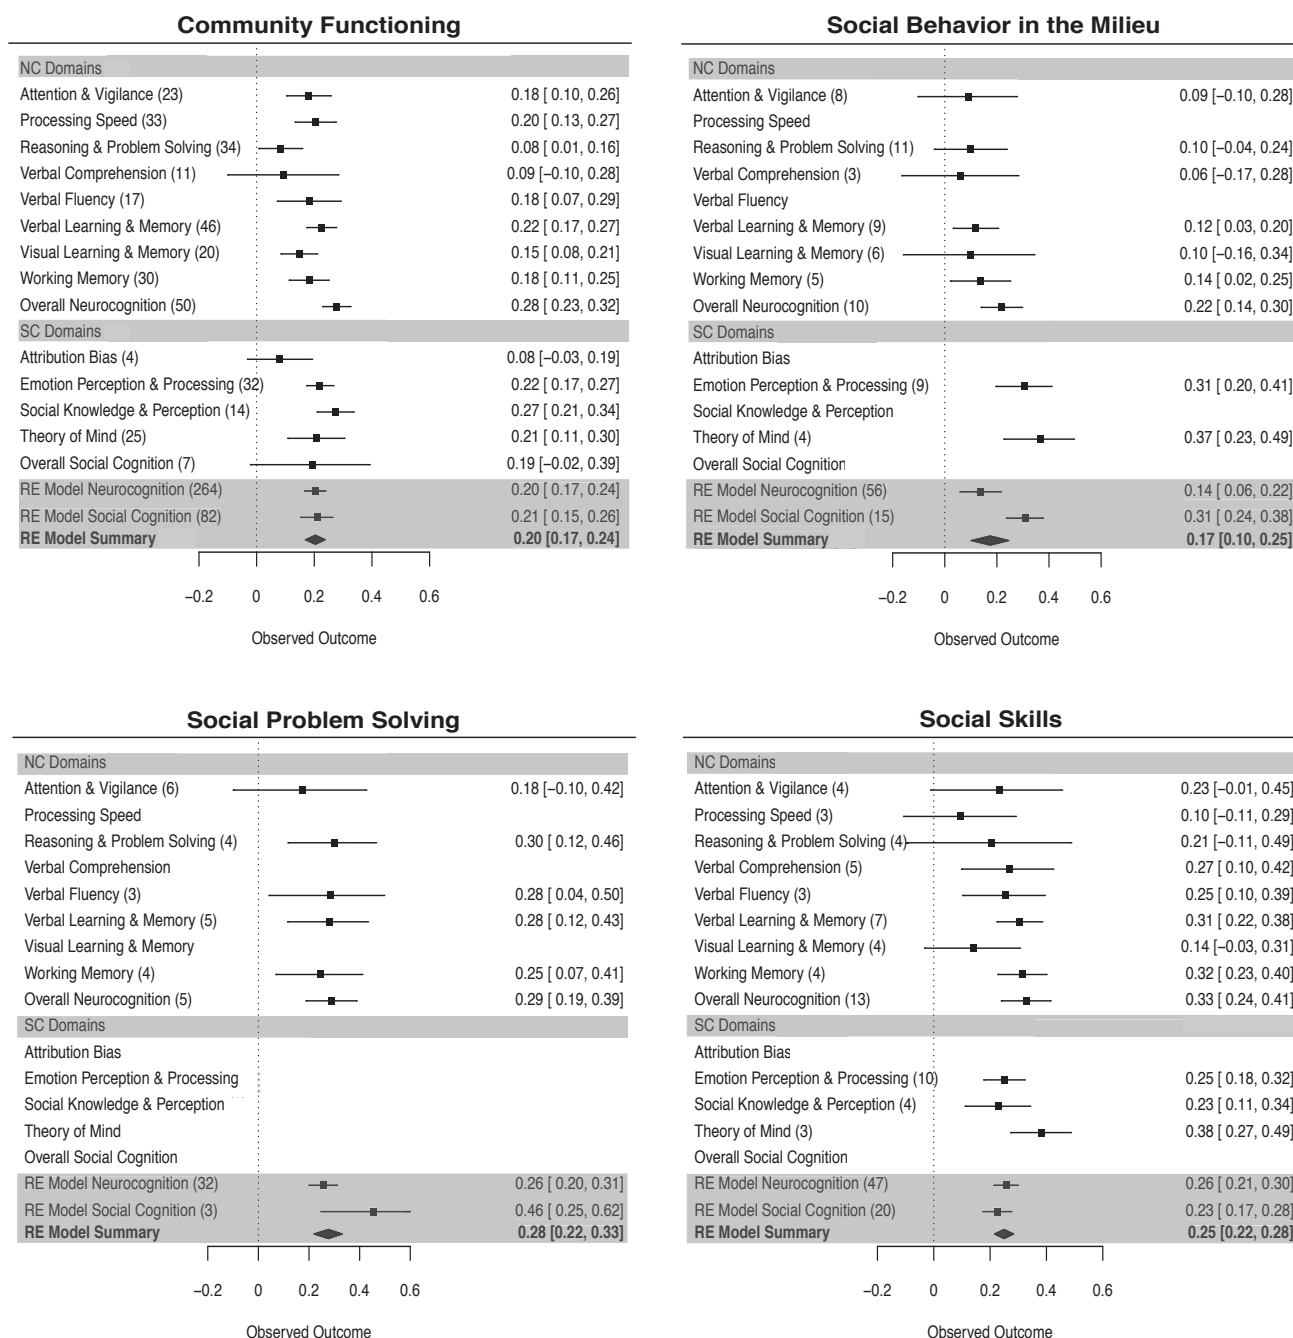 Community Functioning
NC Domains
Attention & Vigilance (23) 0.18 [ 0.10, 0.26]
Processing Speed (33) 0.20 [ 0.13, 0.27]
Reasoning & Problem Solving (34) 0.08 [ 0.01, 0.16]
Verbal Comprehension (11) 0.09 [−0.10, 0.28]
Verbal Fluency (17) 0.18 [ 0.07, 0.29]
Verbal Learning & Memory (46) 0.22 [ 0.17, 0.27]
Visual Learning & Memory (20) 0.15 [ 0.08, 0.21]
Working Memory (30) 0.18 [ 0.11, 0.25]
Overall Neurocognition (50) 0.28 [ 0.23, 0.32]
SC Domains
Attribution Bias (4) 0.08 [−0.03, 0.19]
Emotion Perception & Processing (32) 0.22 [ 0.17, 0.27]
Social Knowledge & Perception (14) 0.27 [ 0.21, 0.34]
Theory of Mind (25) 0.21 [ 0.11, 0.30]
Overall Social Cognition (7) 0.19 [−0.02, 0.39]
RE Model Neurocognition (264) 0.20 [ 0.17, 0.24]
RE Model Social Cognition (82) 0.21 [ 0.15, 0.26]
RE Model Summary 0.20 [0.17, 0.24]
−0.2 0 0.2 0.4 0.6
Observed Outcome
Social Behavior in the Milieu
NC Domains
Attention & Vigilance (8) 0.09 [−0.10, 0.28]
Processing Speed
Reasoning & Problem Solving (11) 0.10 [−0.04, 0.24]
Verbal Comprehension (3) 0.06 [−0.17, 0.28]
Verbal Fluency
Verbal Learning & Memory (9) 0.12 [ 0.03, 0.20]
Visual Learning & Memory (6) 0.10 [−0.16, 0.34]
Working Memory (5) 0.14 [ 0.02, 0.25]
Overall Neurocognition (10) 0.22 [ 0.14, 0.30]
SC Domains
Attribution Bias
Emotion Perception & Processing (9) 0.31 [ 0.20, 0.41]
Social Knowledge & Perception
Theory of Mind (4) 0.37 [ 0.23, 0.49]
Overall Social Cognition
RE Model Neurocognition (56) 0.14 [ 0.06, 0.22]
RE Model Social Cognition (15) 0.31 [ 0.24, 0.38]
RE Model Summary 0.17 [0.10, 0.25]
−0.2 0 0.2 0.4 0.6
Observed Outcome
Social Problem Solving
NC Domains
Attention & Vigilance (6) 0.18 [−0.10, 0.42]
Processing Speed
Reasoning & Problem Solving (4) 0.30 [ 0.12, 0.46]
Verbal Comprehension
Verbal Fluency (3) 0.28 [ 0.04, 0.50]
Verbal Learning & Memory (5) 0.28 [ 0.12, 0.43]
Visual Learning & Memory
Working Memory (4) 0.25 [ 0.07, 0.41]
Overall Neurocognition (5) 0.29 [ 0.19, 0.39]
SC Domains
Attribution Bias
Emotion Perception & Processing
Social Knowledge & Perception
Theory of Mind
Overall Social Cognition
RE Model Neurocognition (32) 0.26 [ 0.20, 0.31]
RE Model Social Cognition (3) 0.46 [ 0.25, 0.62]
RE Model Summary 0.28 [0.22, 0.33]
−0.2 0 0.2 0.4 0.6
Observed Outcome
Social Skills
NC Domains
Attention & Vigilance (4) 0.23 [−0.01, 0.45]
Processing Speed (3) 0.10 [−0.11, 0.29]
Reasoning & Problem Solving (4) 0.21 [−0.11, 0.49]
Verbal Comprehension (5) 0.27 [ 0.10, 0.42]
Verbal Fluency (3) 0.25 [ 0.10, 0.39]
Verbal Learning & Memory (7) 0.31 [ 0.22, 0.38]
Visual Learning & Memory (4) 0.14 [−0.03, 0.31]
Working Memory (4) 0.32 [ 0.23, 0.40]
Overall Neurocognition (13) 0.33 [ 0.24, 0.41]
SC Domains
Attribution Bias
Emotion Perception & Processing (10) 0.25 [ 0.18, 0.32]
Social Knowledge & Perception (4) 0.23 [ 0.11, 0.34]
Theory of Mind (3) 0.38 [ 0.27, 0.49]
Overall Social Cognition
RE Model Neurocognition (47) 0.26 [ 0.21, 0.30]
RE Model Social Cognition (20) 0.23 [ 0.17, 0.28]
RE Model Summary 0.25 [0.22, 0.28]
−0.2 0 0.2 0.4 0.6
Observed Outcome